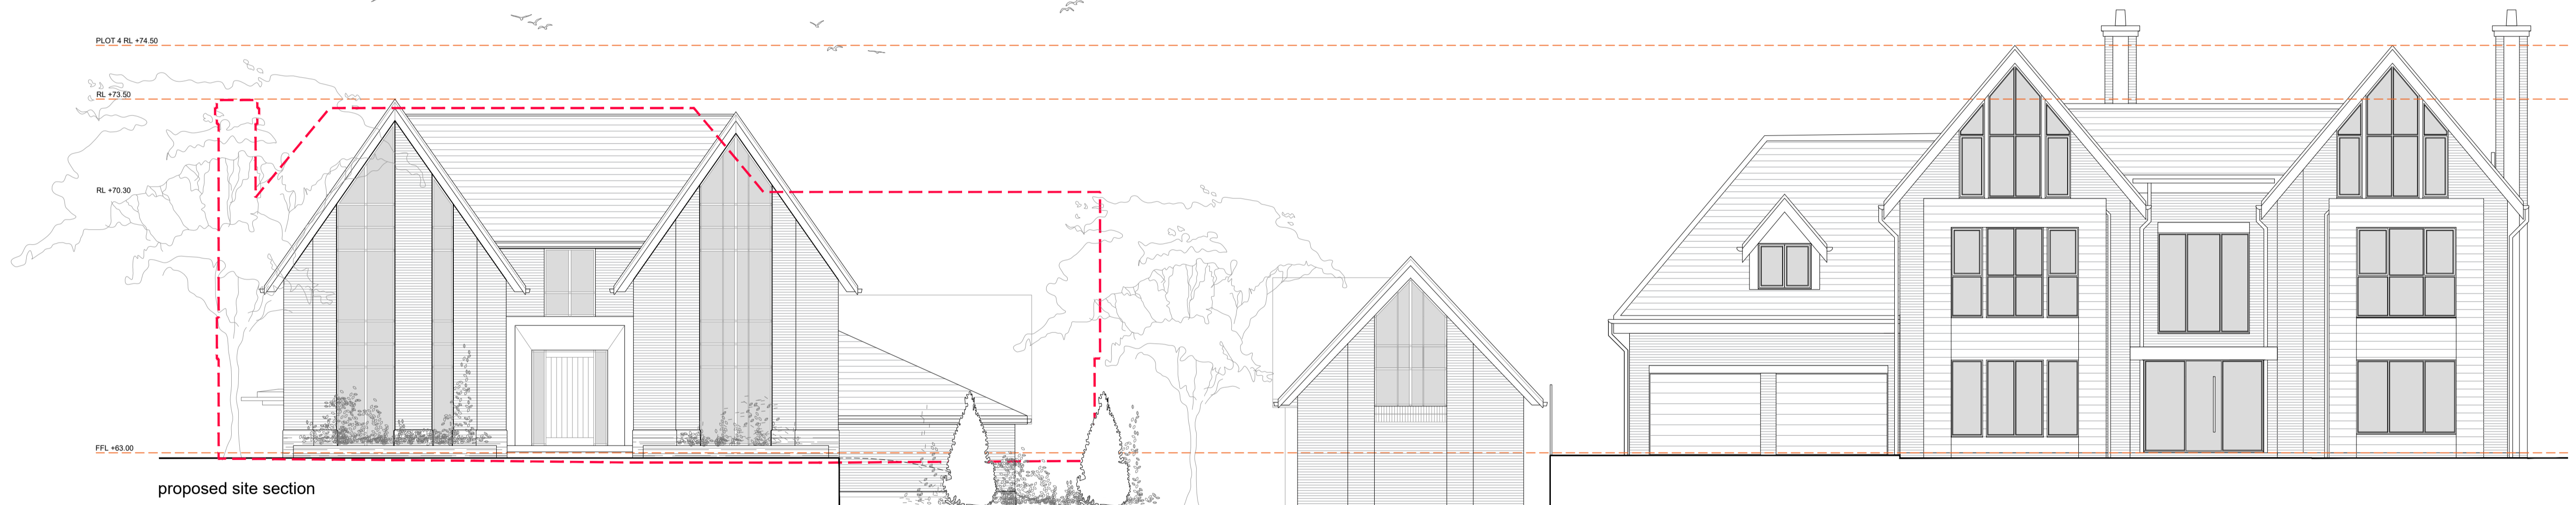 PLOT 4 RL +74.50
RL +73.50
RL +70.30
FFL +63.00
proposed site section